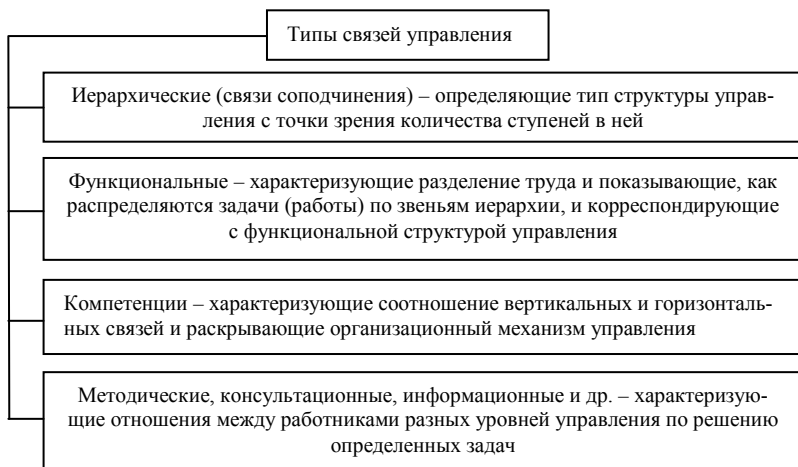 Типы связей управления
Иерархические (связи соподчинения) – определяющие тип структуры управ-
ления с точки зрения количества ступеней в ней
Функциональные – характеризующие разделение труда и показывающие, как
распределяются задачи (работы) по звеньям иерархии, и корреспондирующие
с функциональной структурой управления
Компетенции – характеризующие соотношение вертикальных и горизонталь-
ных связей и раскрывающие организационный механизм управления
Методические, консультационные, информационные и др. – характеризую-
щие отношения между работниками разных уровней управления по решению
определенных задач